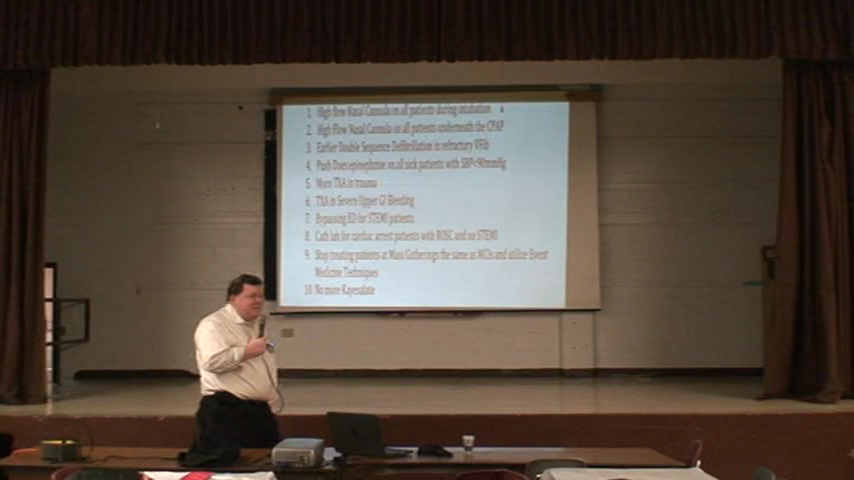 1. High flow Nasal Cannula on all patients during intubation
2. High Flow Nasal Cannula on all patients underneath the CPAP
3. Earlier Double Sequence Defibrillation in refractory VFib
4. Push Does epinephrine on all sick patients with SBP<90mmHg
5. More TXA in trauma
6. TXA in Severe Upper GI Bleeding
7. Bypassing ED for STEMI patients
8. Cath lab for cardiac arrest patients with ROSC and no STEMI
9. Stop treating patients at Mass Gatherings the same as MCIs and utilize Event
Medicine Techniques
10. No more Kayexalate